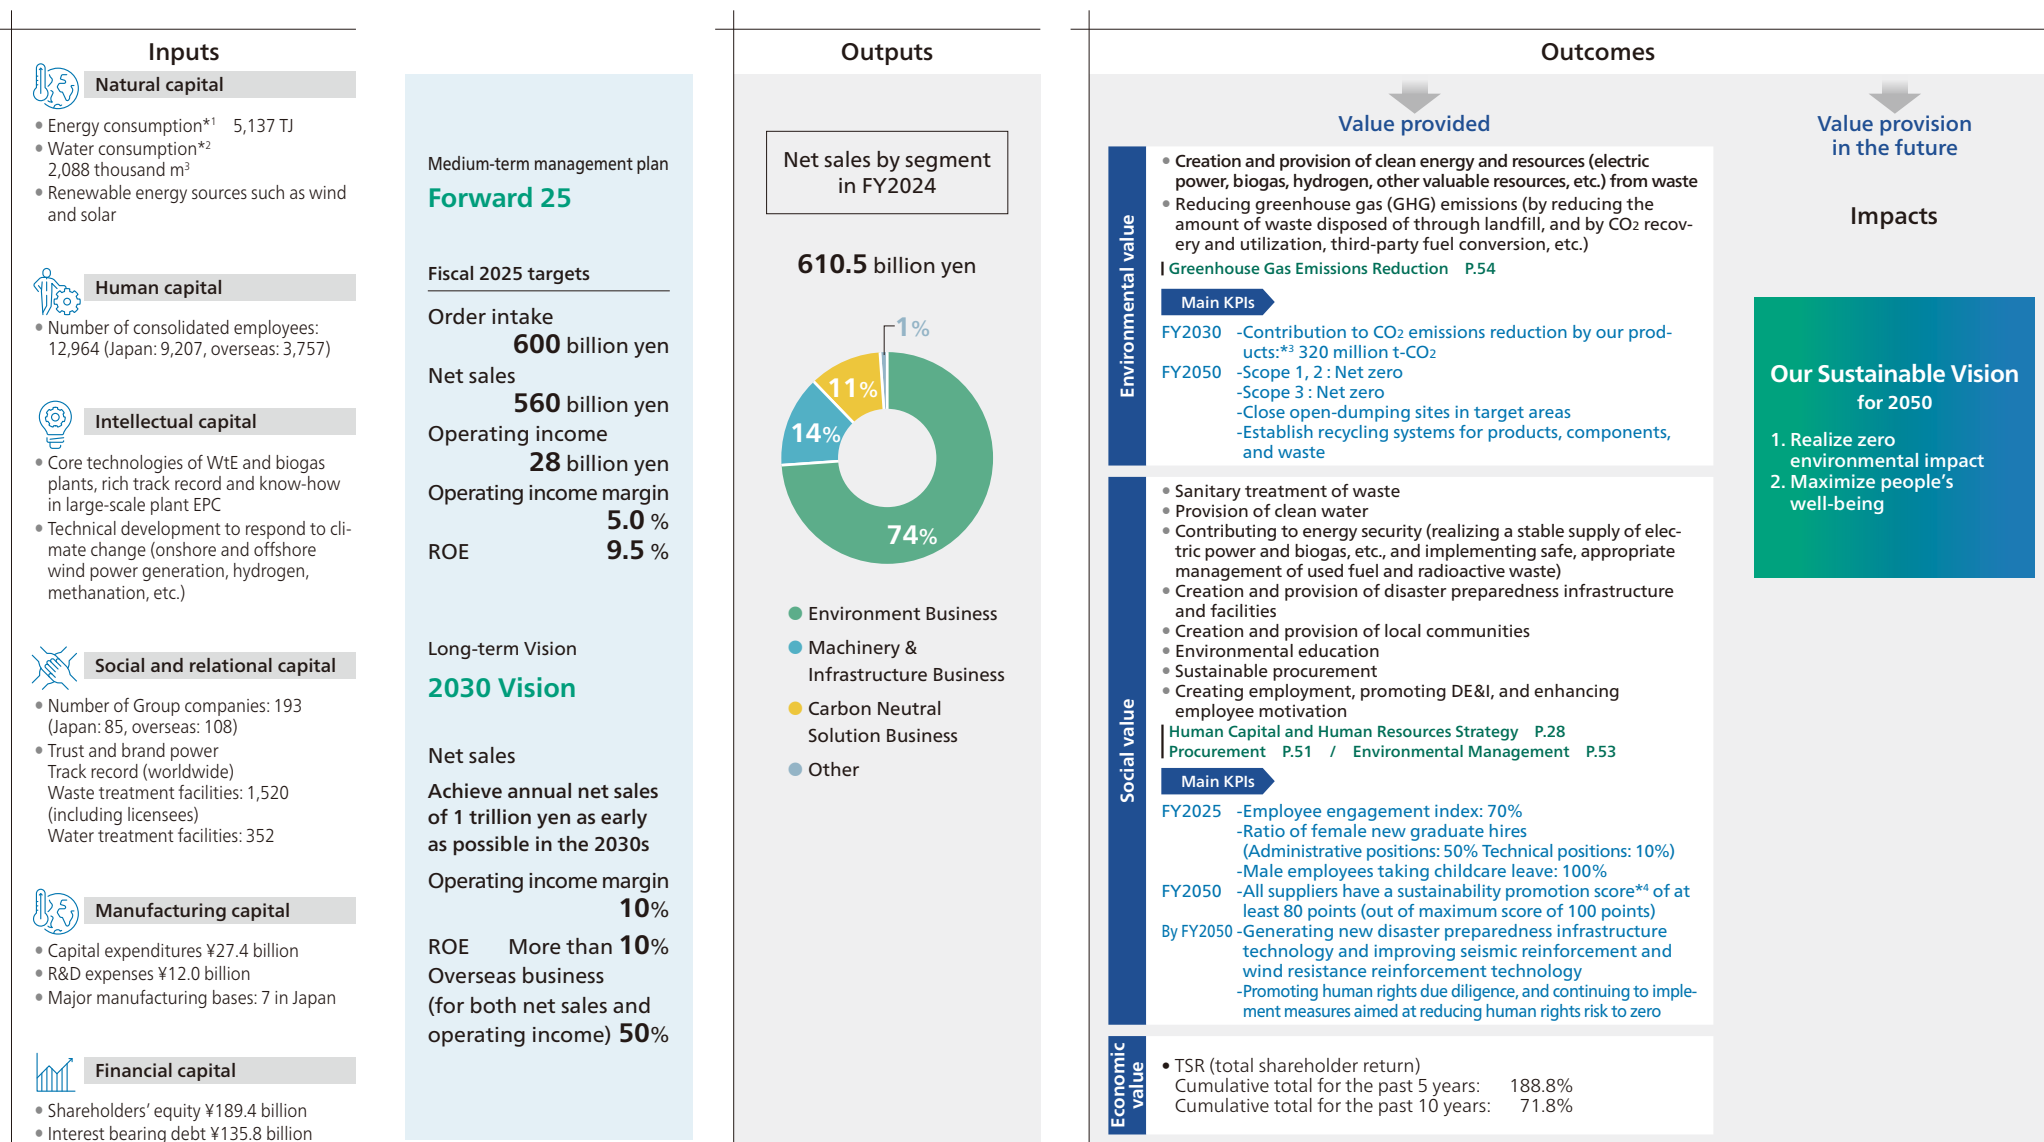 Inputs
Natural capital
• Energy consumption*1 5,137 TJ
• Water consumption*2
2,088 thousand m3
• Renewable energy sources such as wind
and solar
Human capital
• Number of consolidated employees:
12,964 (Japan: 9,207, overseas: 3,757)
Intellectual capital
• Core technologies of WtE and biogas
plants, rich track record and know-how
in large-scale plant EPC
• Technical development to respond to cli-
mate change (onshore and offshore
wind power generation, hydrogen,
methanation, etc.)
Social and relational capital
• Number of Group companies: 193
(Japan: 85, overseas: 108)
• Trust and brand power
Track record (worldwide)
Waste treatment facilities: 1,520
(including licensees)
Water treatment facilities: 352
Manufacturing capital
• Capital expenditures ¥27.4 billion
• R&D expenses ¥12.0 billion
• Major manufacturing bases: 7 in Japan
Financial capital
• Shareholders' equity ¥189.4 billion
• Interest bearing debt ¥135.8 billion
Medium-term management plan
Forward 25
Fiscal 2025 targets
Order intake
600 billion yen
Net sales
560 billion yen
Operating income
28 billion yen
Operating income margin
5.0 %
ROE 9.5 %
Long-term Vision
2030 Vision
Net sales
Achieve annual net sales
of 1 trillion yen as early
as possible in the 2030s
Operating income margin
10%
ROE More than 10%
Overseas business
(for both net sales and
operating income) 50%
Outputs
Net sales by segment
in FY2024
610.5 billion yen
1%
11%
14%
74%
Environment Business
Machinery &
Infrastructure Business
Carbon Neutral
Solution Business
Other
Outcomes
Value provided
Environmental value
• Creation and provision of clean energy and resources (electric
power, biogas, hydrogen, other valuable resources, etc.) from waste
• Reducing greenhouse gas (GHG) emissions (by reducing the
amount of waste disposed of through landfill, and by CO2 recov-
ery and utilization, third-party fuel conversion, etc.)
Greenhouse Gas Emissions Reduction P.54
Main KPIs
FY2030 -Contribution to CO2 emissions reduction by our prod-
ucts:*3 320 million t-CO2
FY2050 -Scope 1, 2 : Net zero
-Scope 3 : Net zero
-Close open-dumping sites in target areas
-Establish recycling systems for products, components,
and waste
Social value
• Sanitary treatment of waste
• Provision of clean water
• Contributing to energy security (realizing a stable supply of elec-
tric power and biogas, etc., and implementing safe, appropriate
management of used fuel and radioactive waste)
• Creation and provision of disaster preparedness infrastructure
and facilities
• Creation and provision of local communities
• Environmental education
• Sustainable procurement
• Creating employment, promoting DE&I, and enhancing
employee motivation
Human Capital and Human Resources Strategy P.28
Procurement P.51 / Environmental Management P.53
Main KPIs
FY2025 -Employee engagement index: 70%
-Ratio of female new graduate hires
(Administrative positions: 50% Technical positions: 10%)
-Male employees taking childcare leave: 100%
FY2050 -All suppliers have a sustainability promotion score*4 of at
least 80 points (out of maximum score of 100 points)
By FY2050 -Generating new disaster preparedness infrastructure
technology and improving seismic reinforcement and
wind resistance reinforcement technology
-Promoting human rights due diligence, and continuing to imple-
ment measures aimed at reducing human rights risk to zero
Economic
value
• TSR (total shareholder return)
Cumulative total for the past 5 years: 188.8%
Cumulative total for the past 10 years: 71.8%
Value provision
in the future
Impacts
Our Sustainable Vision
for 2050
1. Realize zero
environmental impact
2. Maximize people's
well-being